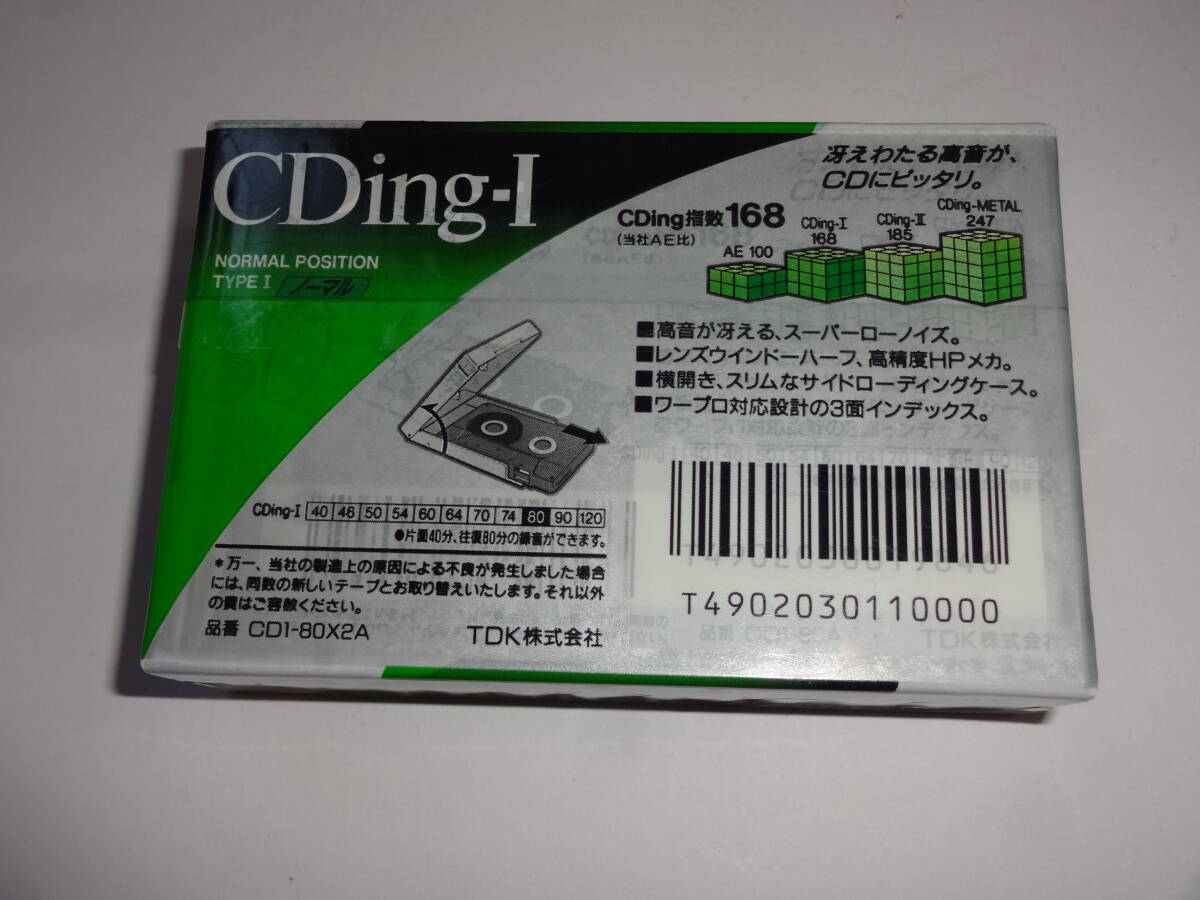 CDing-I
NORMAL POSITION
TYPE I ノーマル
冴えわたる高音が、
CDにピッタリ。
CDing指数168
(当社AE比)
AE 100
CDing-I
168
CDing-II
185
CDing-METAL
247
■高音が冴える、スーパーローノイズ。
■レンズウインドーハーフ、高精度HPメカ。
■横開き、スリムなサイドローディングケース。
■ワープロ対応設計の3面インデックス。
CDing-I 40 46 50 54 60 64 70 74 80 90 120
●片面40分、往復80分の録音ができます。
*万一、当社の製造上の原因による不良が発生しました場合
には、同数の新しいテープとお取り替えいたします。それ以外
の責はご容赦ください。
品番 CD1-80X2A TDK株式会社
T4902030110000